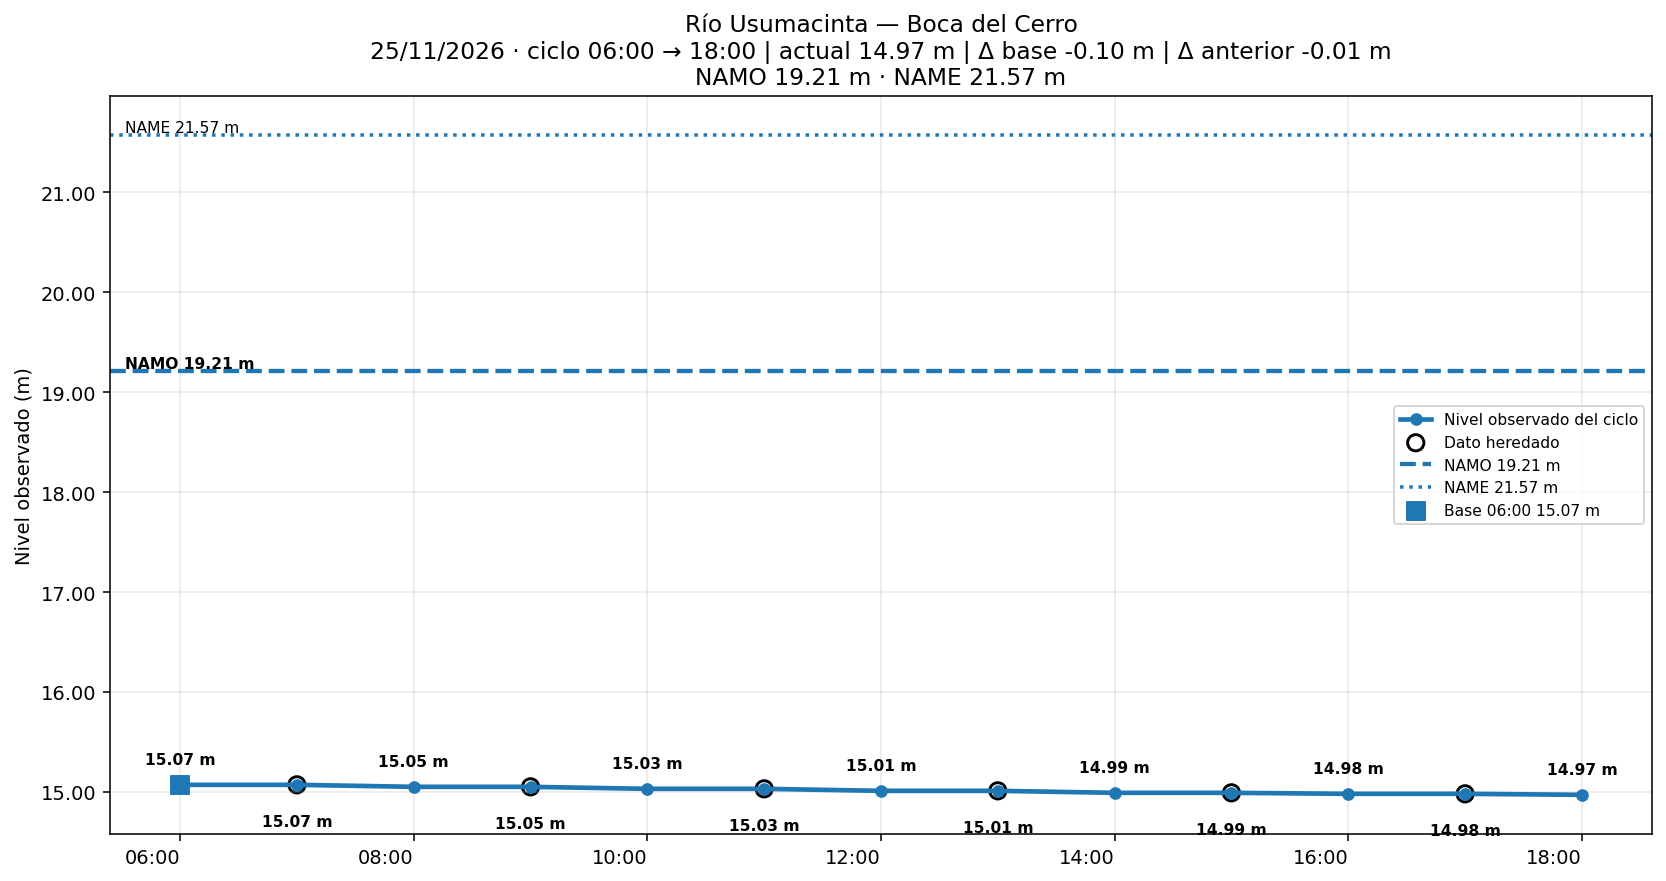 Río Usumacinta — Boca del Cerro
25/11/2026 · ciclo 06:00 → 18:00 | actual 14.97 m | Δ base -0.10 m | Δ anterior -0.01 m
NAMO 19.21 m · NAME 21.57 m
NAME 21.57 m
21.00
20.00
NAMO 19.21 m
19.00
18.00
17.00
16.00
15.00
Nivel observado (m)
Nivel observado del ciclo
Dato heredado
NAMO 19.21 m
NAME 21.57 m
Base 06:00 15.07 m
15.07 m
15.05 m
15.03 m
15.01 m
14.99 m
14.98 m
14.97 m
15.07 m
15.05 m
15.03 m
15.01 m
14.99 m
14.98 m
06:00
08:00
10:00
12:00
14:00
16:00
18:00